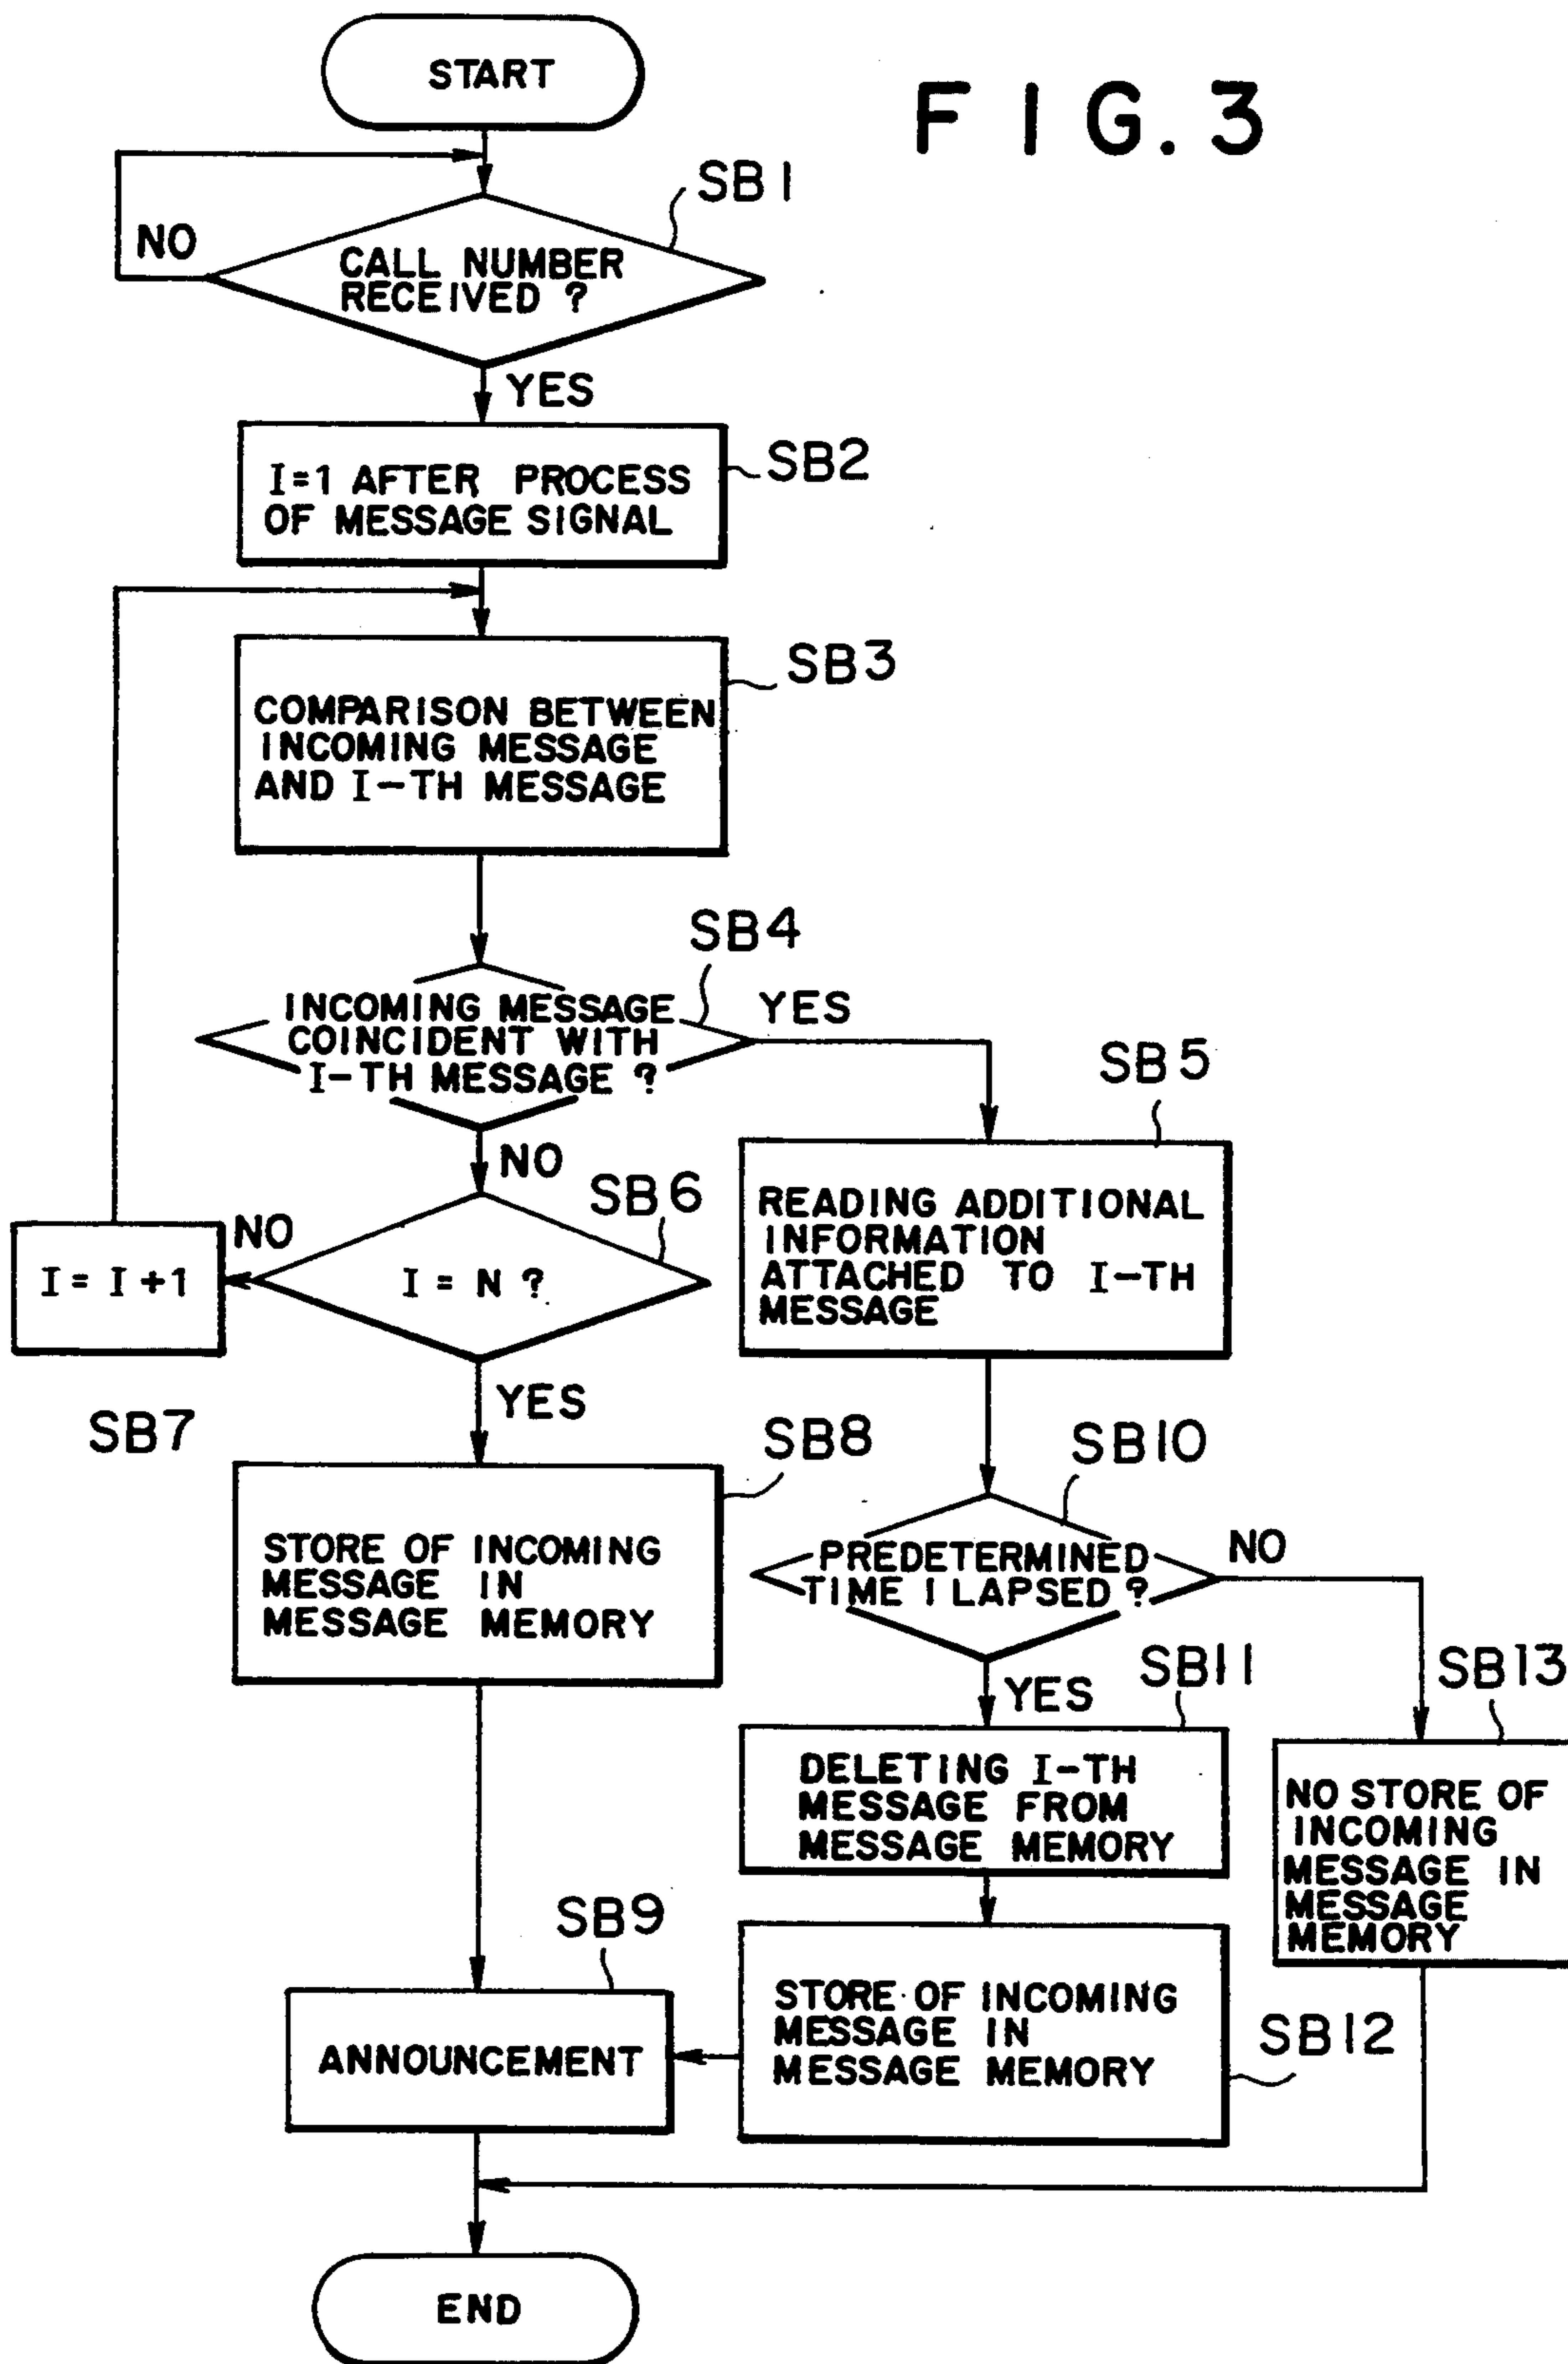 START
FIG. 3
SB1
NO
CALL NUMBER
RECEIVED ?
YES
SB2
I=1 AFTER PROCESS
OF MESSAGE SIGNAL
SB3
COMPARISON BETWEEN
INCOMING MESSAGE
AND I-TH MESSAGE
SB4
INCOMING MESSAGE
COINCIDENT WITH
I-TH MESSAGE ?
YES
SB5
NO
SB6
READING ADDITIONAL
INFORMATION
ATTACHED TO I-TH
MESSAGE
NO
I = I +1
I = N ?
YES
SB7
SB8
SB10
STORE OF INCOMING
MESSAGE IN
MESSAGE MEMORY
PREDETERMINED
TIME I LAPSED ?
NO
YES
SB11
SB13
DELETING I-TH
MESSAGE FROM
MESSAGE MEMORY
NO STORE OF
INCOMING
MESSAGE IN
MESSAGE
MEMORY
SB9
ANNOUNCEMENT
STORE OF INCOMING
MESSAGE IN
MESSAGE MEMORY
SB12
END